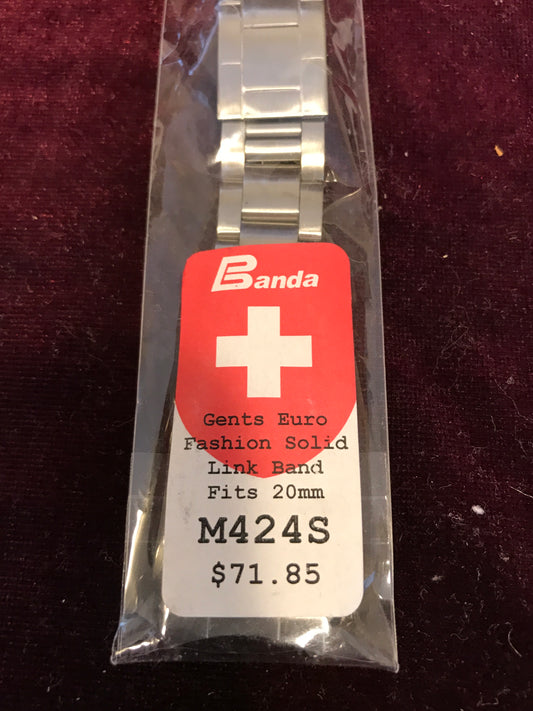 Banda
Gents Euro
Fashion Solid
Link Band
Fits 20mm
M424S
$71.85